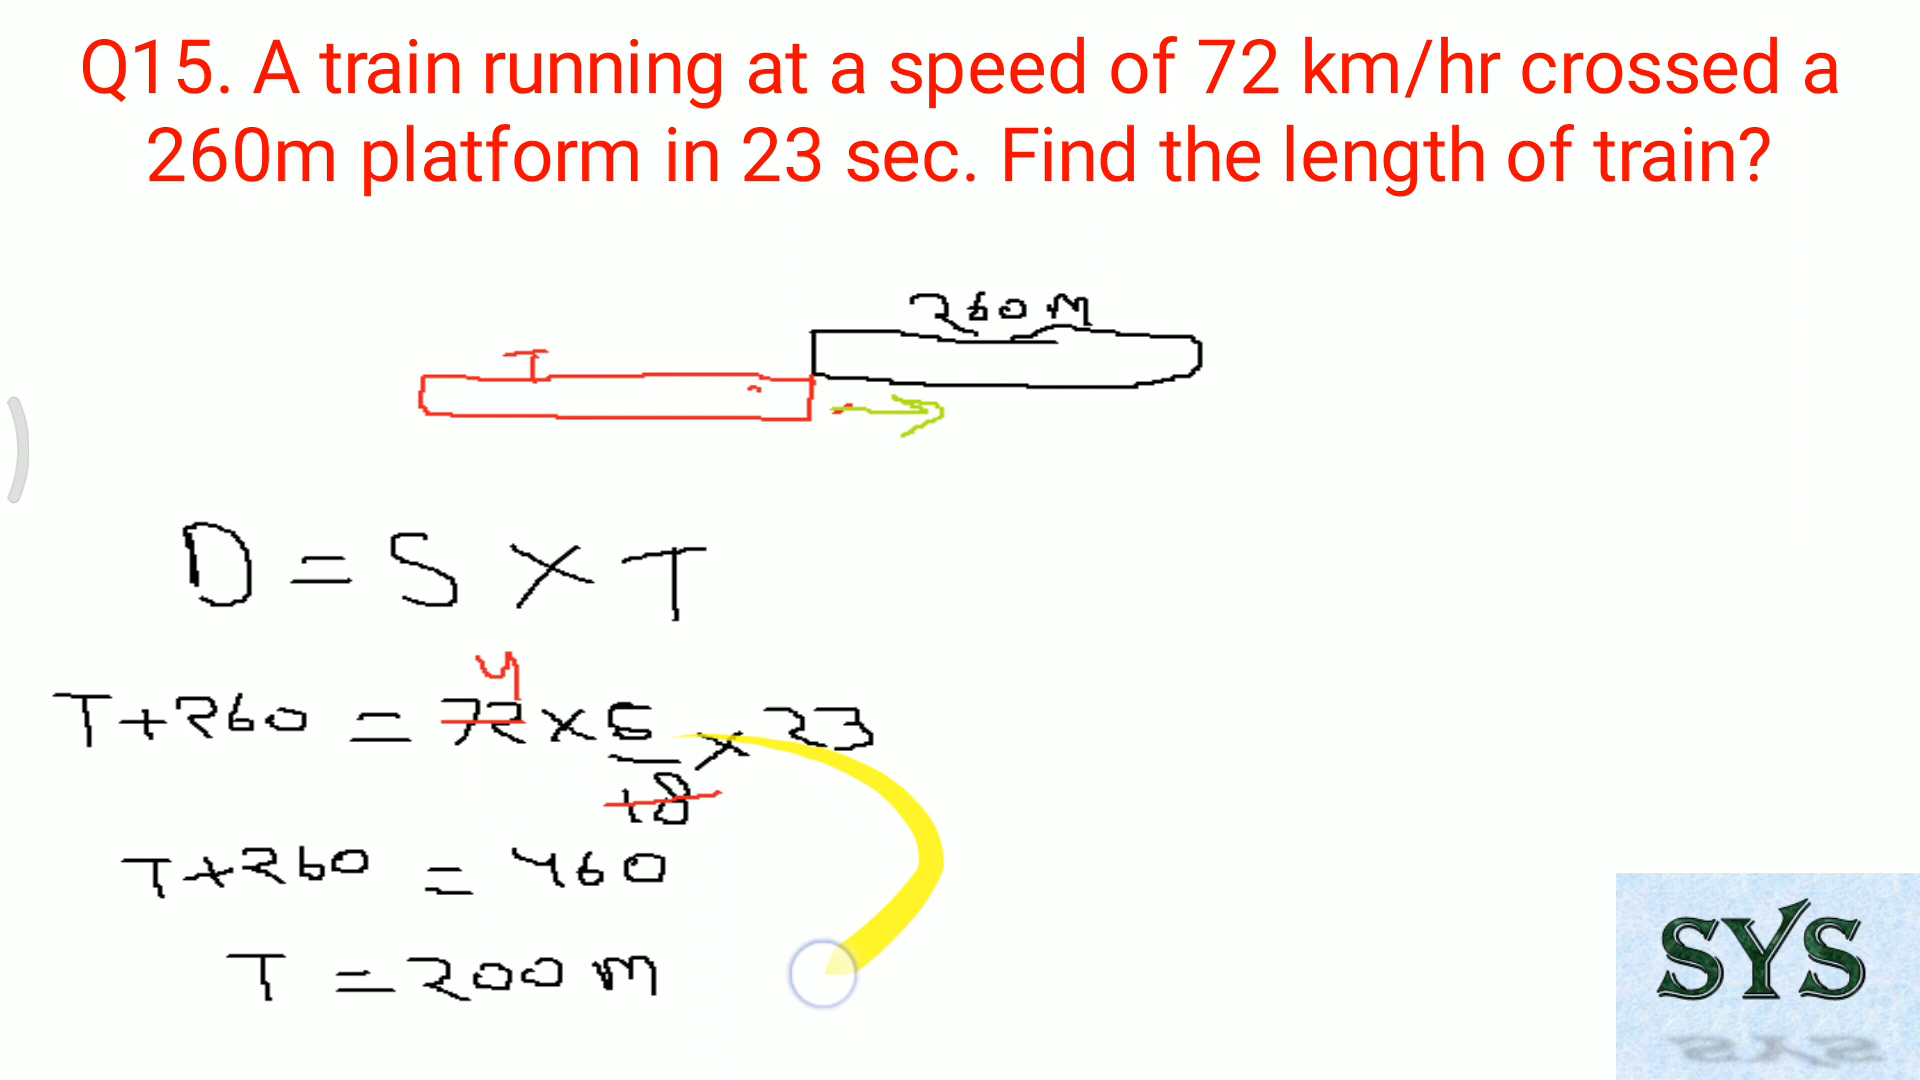 Q15. A train running at a speed of 72 km/hr crossed a
260m platform in 23 sec. Find the length of train?
260 M
T
D = S × T
4
T + 260 = 72 × 5 × 23
18
T + 260 = 460
T = 200 m
SYS